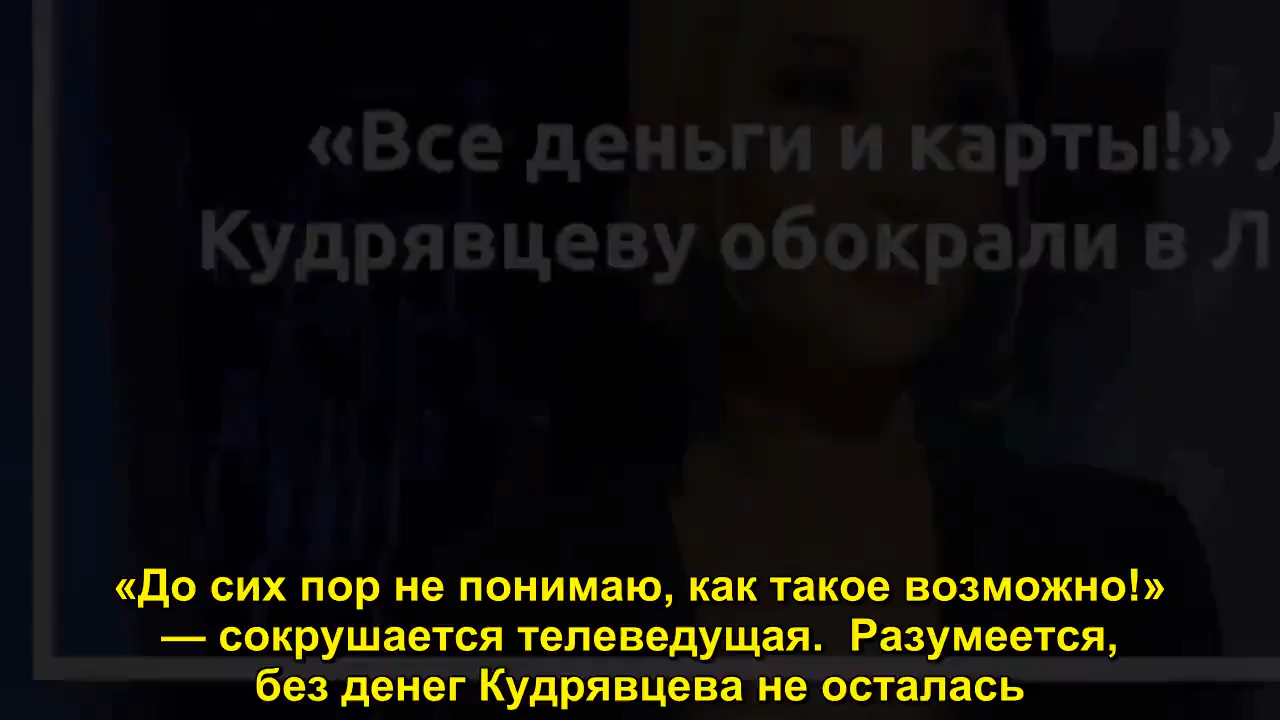 «Все деньги и карты!»
Кудрявцеву обокрали в
«До сих пор не понимаю, как такое возможно!»
— сокрушается телеведущая. Разумеется,
без денег Кудрявцева не осталась